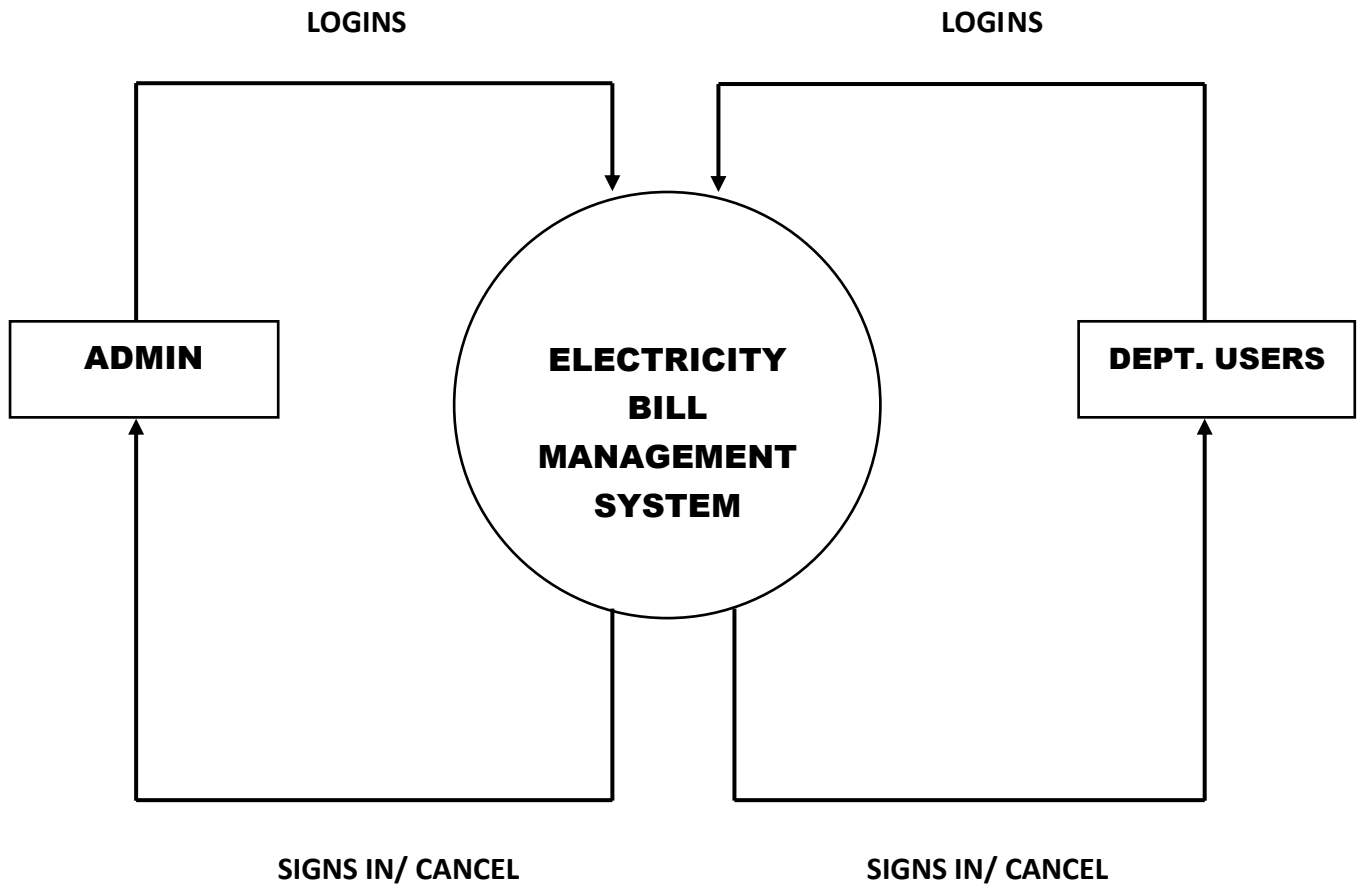 LOGINS
LOGINS
ADMIN
ELECTRICITY
BILL
MANAGEMENT
SYSTEM
DEPT. USERS
SIGNS IN/ CANCEL
SIGNS IN/ CANCEL